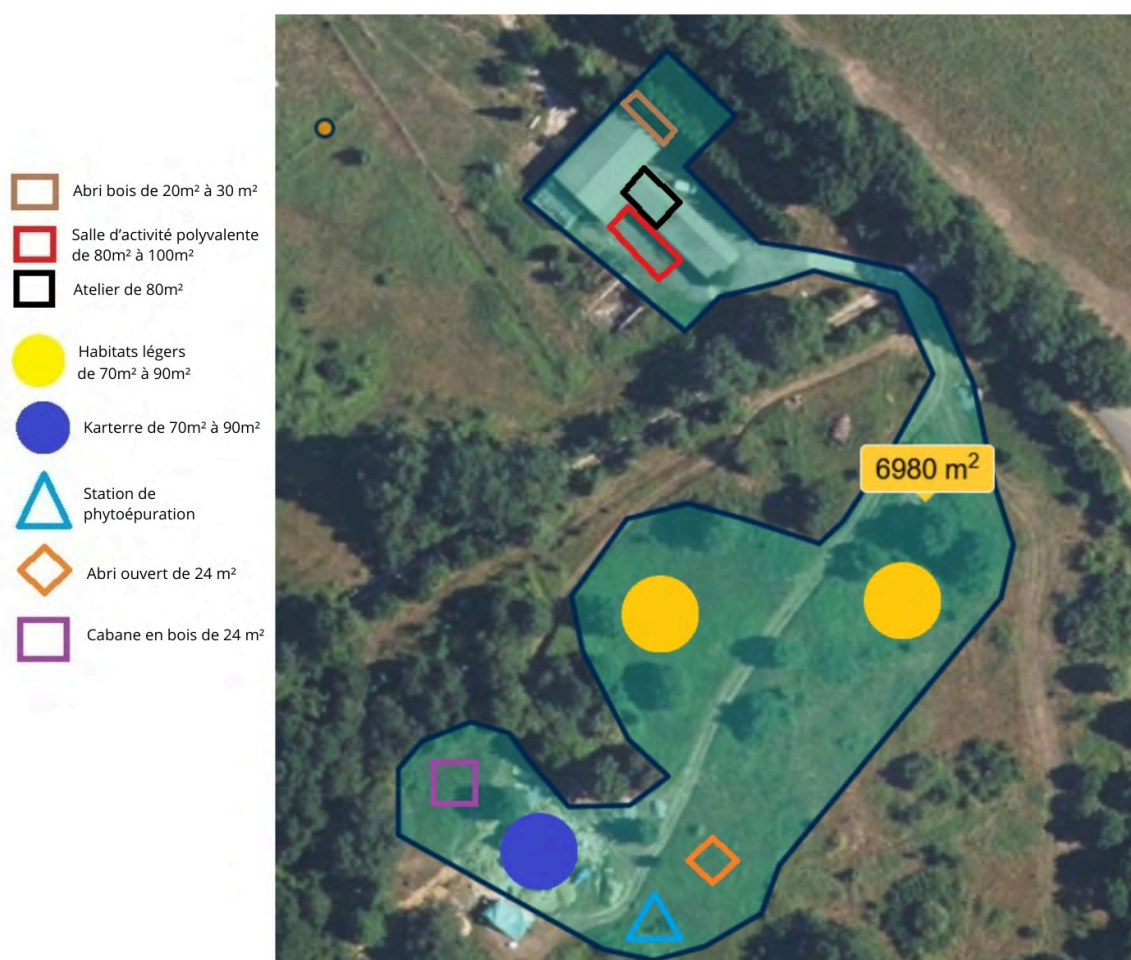 Abri bois de 20m² à 30 m²
Salle d'activité polyvalente
de 80m² à 100m²
Atelier de 80m²
Habitats légers
de 70m² à 90m²
Karterre de 70m² à 90m²
Station de
phytoépuration
Abri ouvert de 24 m²
Cabane en bois de 24 m²
6980 m²